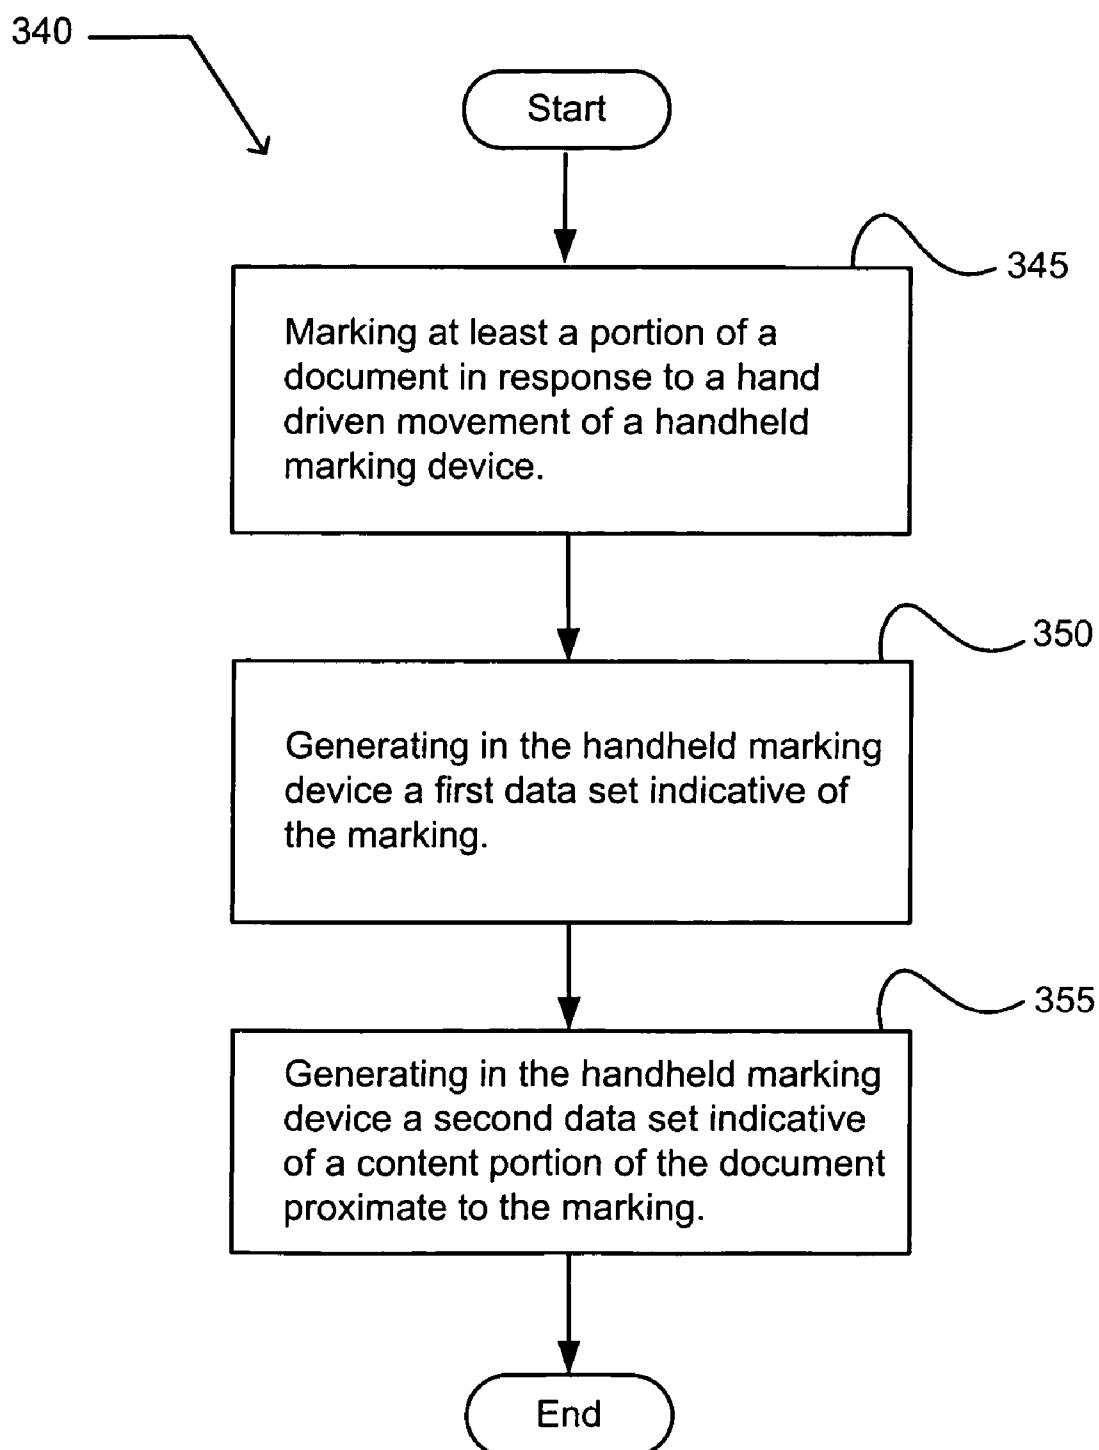 340
Start
345
Marking at least a portion of a
document in response to a hand
driven movement of a handheld
marking device.
350
Generating in the handheld marking
device a first data set indicative of
the marking.
355
Generating in the handheld marking
device a second data set indicative
of a content portion of the document
proximate to the marking.
End